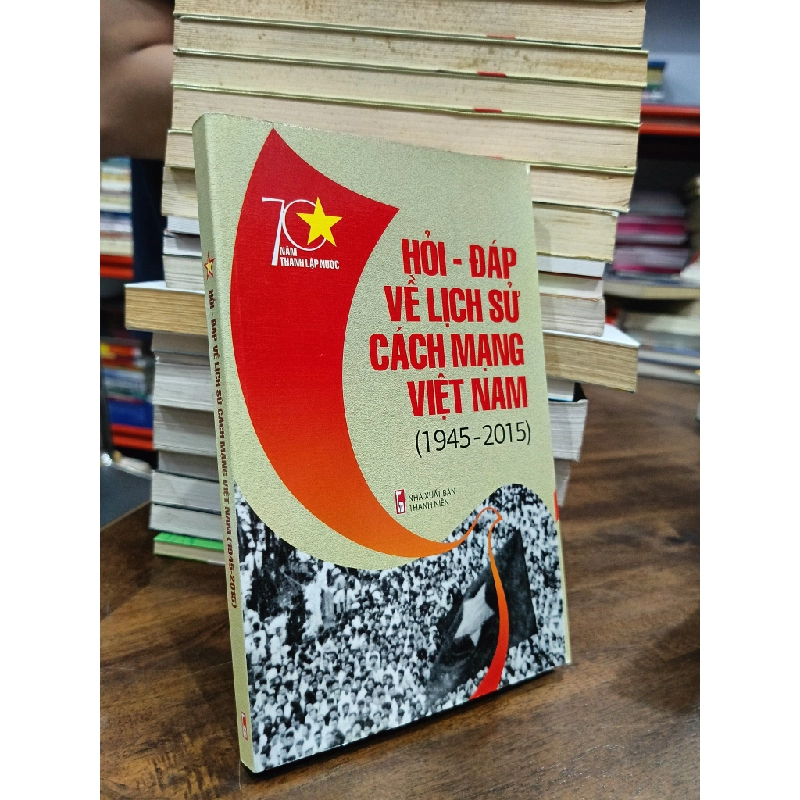 70
NĂM
THÀNH LẬP NƯỚC
HỎI - ĐÁP
VỀ LỊCH SỬ
CÁCH MẠNG
VIỆT NAM
(1945-2015)
NHÀ XUẤT BẢN
THANH NIÊN
HỎI - ĐÁP VỀ LỊCH SỬ CÁCH MẠNG VIỆT NAM (1945-2015)